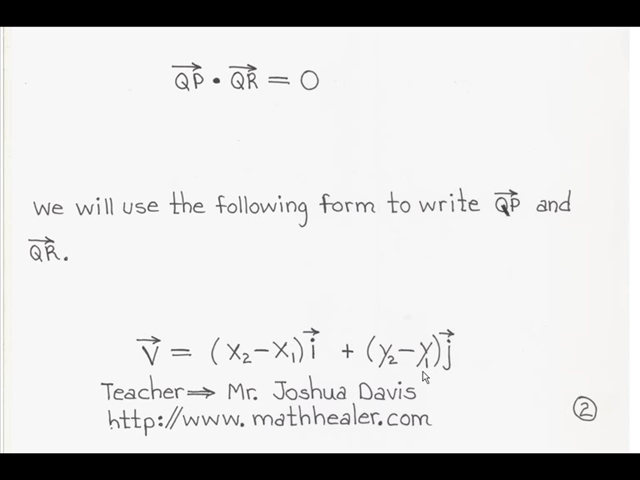 QP • QR = O
we will use the following form to write QP and
QR.
V = (x₂ - x₁) i + (y₂ - y₁) j
Teacher ⇒ Mr. Joshua Davis
http://www.mathhealer.com
2